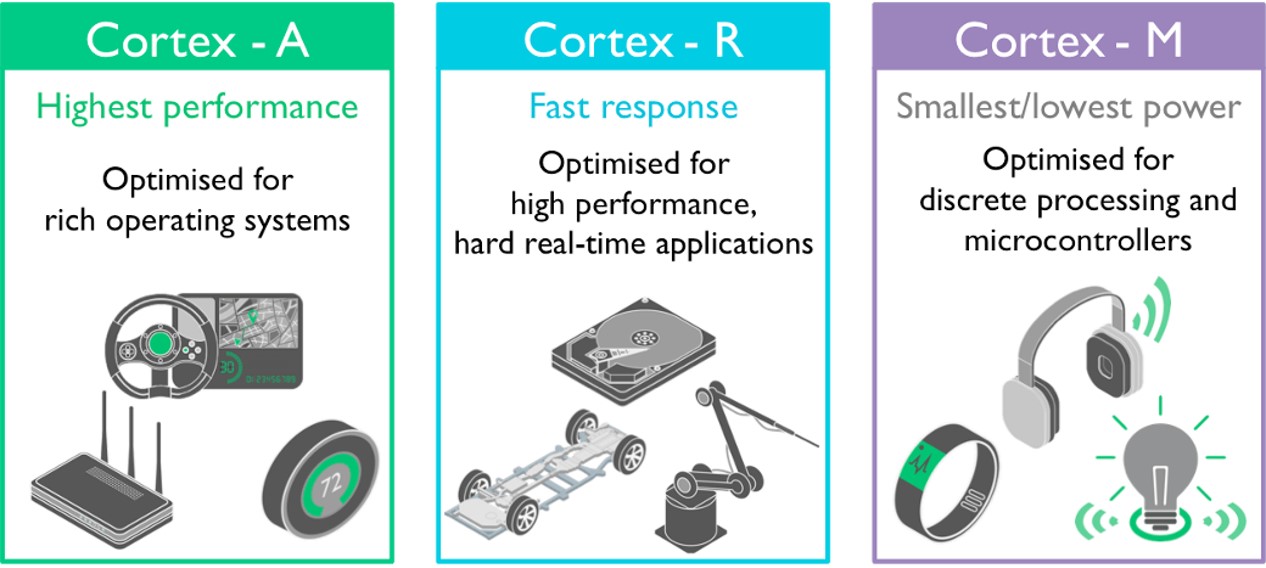 Cortex - A
Highest performance
Optimised for
rich operating systems
30
72
Cortex - R
Fast response
Optimised for
high performance,
hard real-time applications
Cortex - M
Smallest/lowest power
Optimised for
discrete processing and
microcontrollers